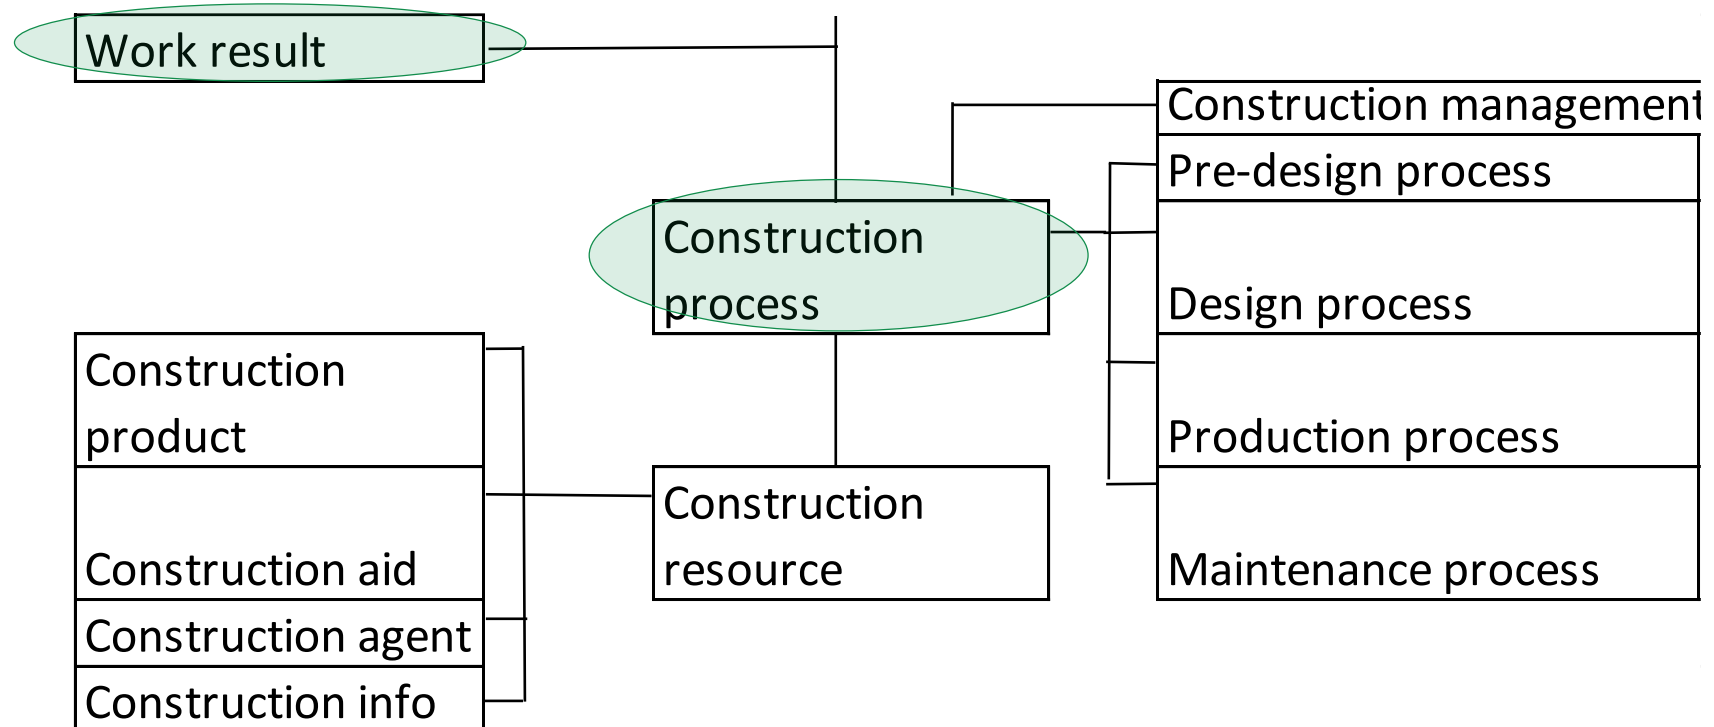 Work result
Construction management
Pre-design process
Construction
process
Design process
Construction
product
Production process
Construction
resource
Construction aid
Maintenance process
Construction agent
Construction info